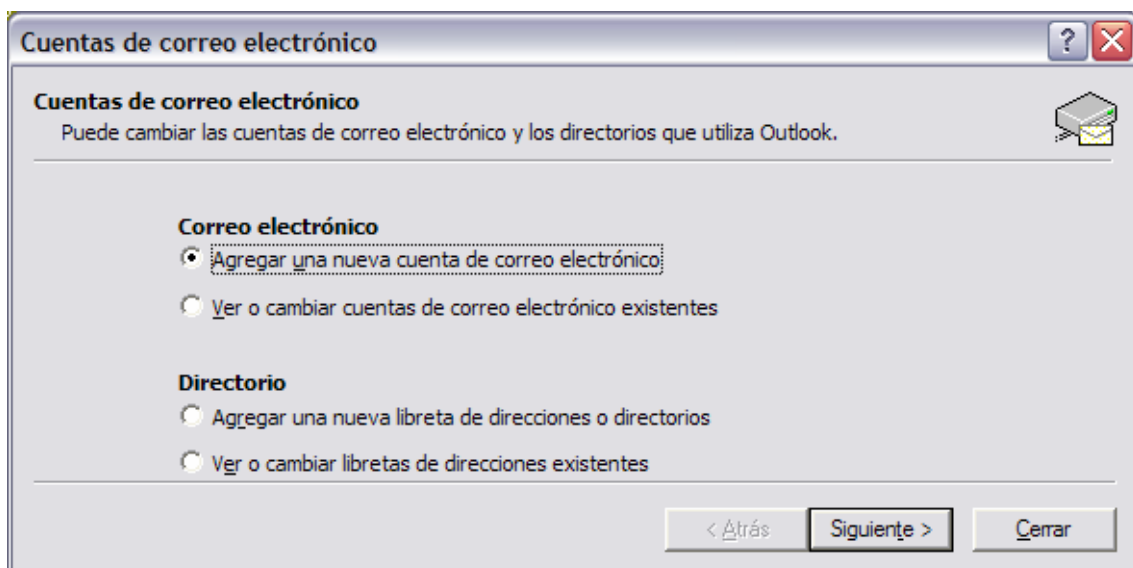 Cuentas de correo electrónico
?
Cuentas de correo electrónico
Puede cambiar las cuentas de correo electrónico y los directorios que utiliza Outlook.
Correo electrónico
Agregar una nueva cuenta de correo electrónico
Ver o cambiar cuentas de correo electrónico existentes
Directorio
Agregar una nueva libreta de direcciones o directorios
Ver o cambiar libretas de direcciones existentes
< Atrás Siguiente > Cerrar